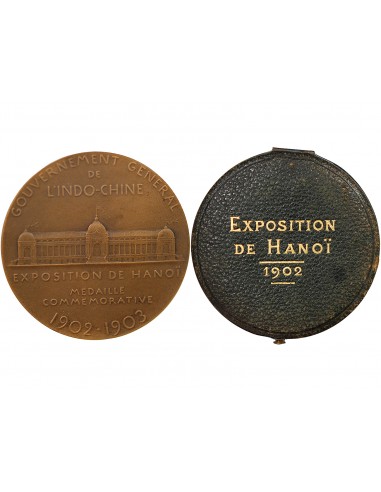 GOUVERNEMENT GENERAL
DE
L'INDO-CHINE
EXPOSITION DE HANOÏ
MEDAILLE
COMMEMORATIVE
1902-1903
EXPOSITION
DE HANOÏ
1902